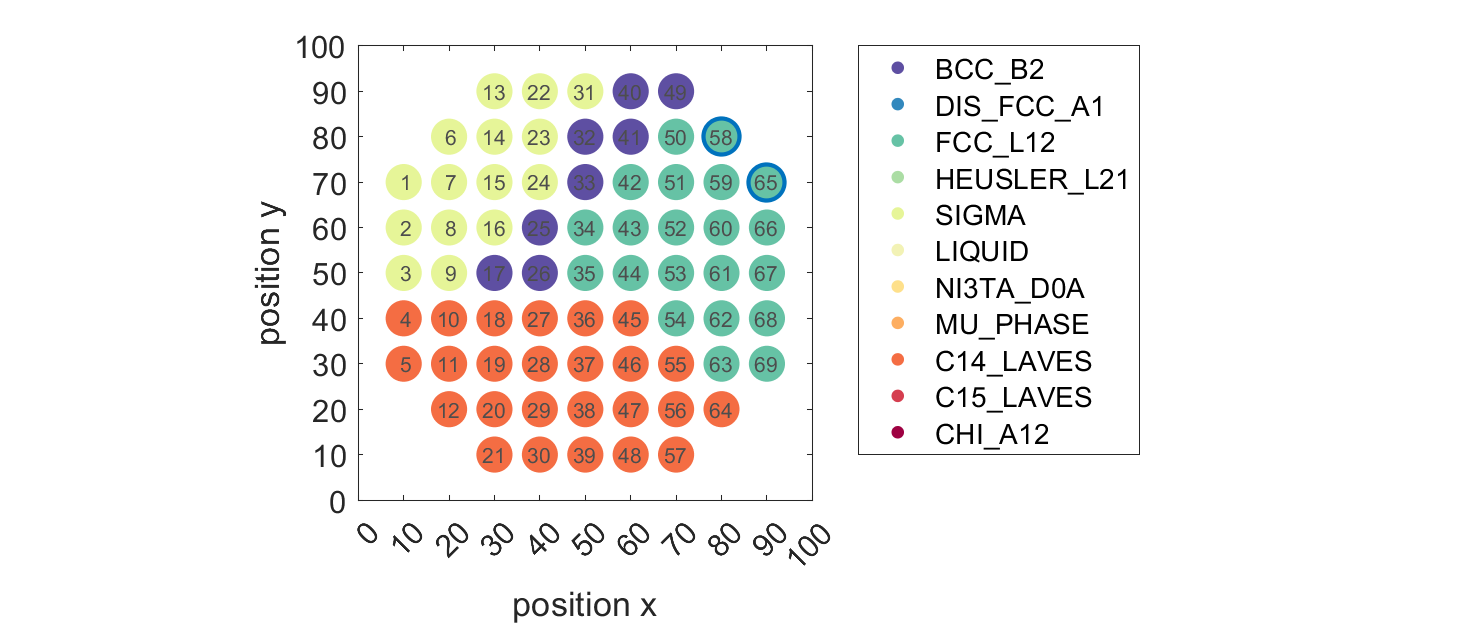 100
90 13 22 31 40 49
80 6 14 23 32 41 50 58
70 1 7 15 24 33 42 51 59 65
60 2 8 16 25 34 43 52 60 66
50 3 9 17 26 35 44 53 61 67
40 4 10 18 27 36 45 54 62 68
30 5 11 19 28 37 46 55 63 69
20 12 20 29 38 47 56 64
10 21 30 39 48 57
0
0 10 20 30 40 50 60 70 80 90 100
position x
position y
BCC_B2
DIS_FCC_A1
FCC_L12
HEUSLER_L21
SIGMA
LIQUID
NI3TA_D0A
MU_PHASE
C14_LAVES
C15_LAVES
CHI_A12